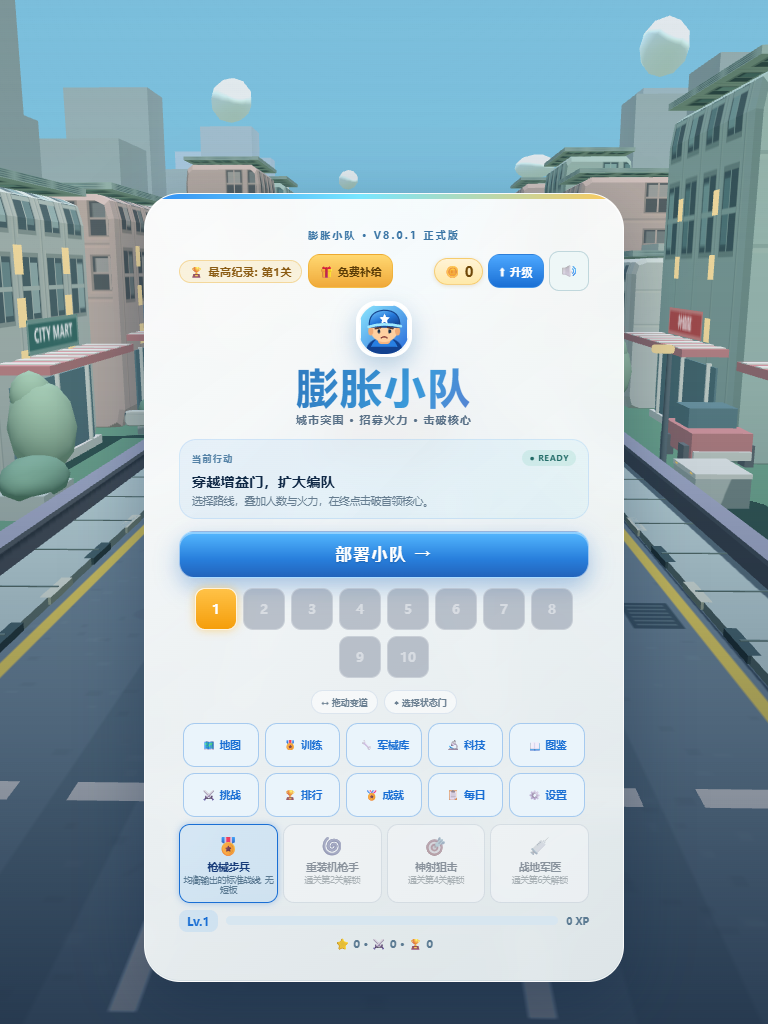 膨胀小队 • V8.0.1 正式版
最高纪录: 第1关
免费补给
0
升级
CITY MART
膨胀小队
城市突围 • 招募火力 • 击破核心
当前行动
READY
穿越增益门，扩大编队
选择路线，叠加人数与火力，在终点击破首领核心。
部署小队 →
1 2 3 4 5 6 7 8
9 10
↔ 拖动变道
✦ 选择状态门
地图 训练 军械库 科技 图鉴
挑战 排行 成就 每日 设置
枪械步兵
均衡输出的标准战线, 无短板
重装机枪手
通关第2关解锁
神射狙击
通关第4关解锁
战地军医
通关第6关解锁
Lv.1
0 XP
0 • 0 • 0